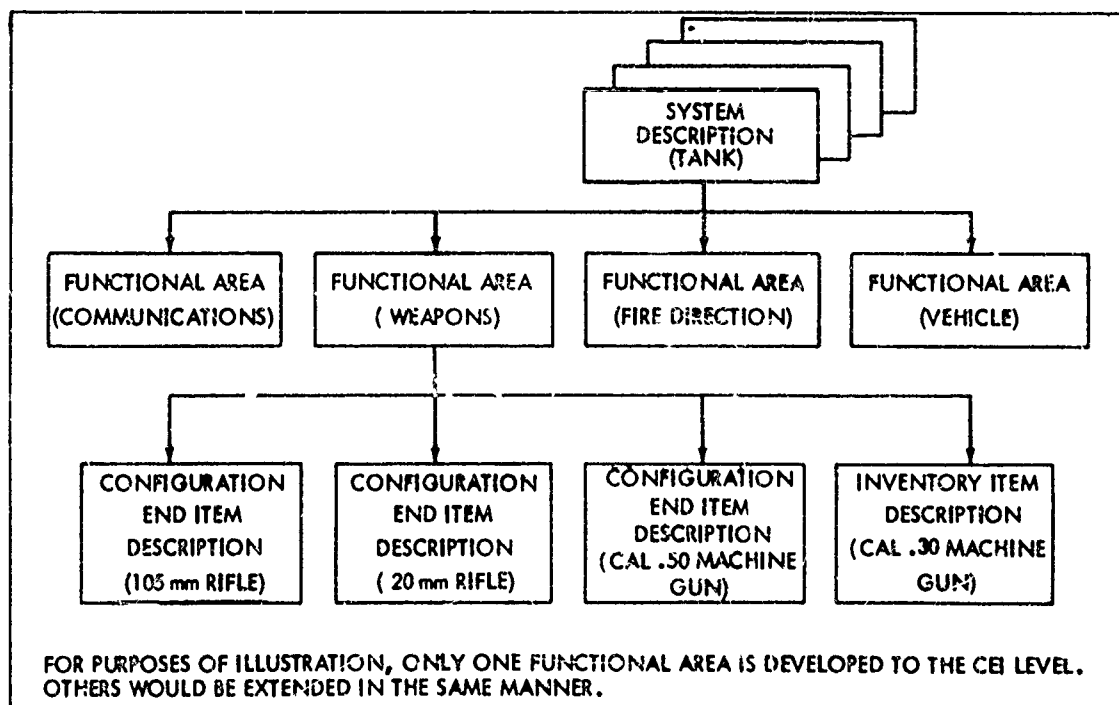 SYSTEM
DESCRIPTION
(TANK)
FUNCTIONAL AREA
(COMMUNICATIONS)
FUNCTIONAL AREA
( WEAPONS)
FUNCTIONAL AREA
(FIRE DIRECTION)
FUNCTIONAL AREA
(VEHICLE)
CONFIGURATION
END ITEM
DESCRIPTION
(105 mm RIFLE)
CONFIGURATION
END ITEM
DESCRIPTION
( 20 mm RIFLE)
CONFIGURATION
END ITEM
DESCRIPTION
(CAL .50 MACHINE
GUN)
INVENTORY ITEM
DESCRIPTION
(CAL .30 MACHINE
GUN)
FOR PURPOSES OF ILLUSTRATION, ONLY ONE FUNCTIONAL AREA IS DEVELOPED TO THE CEI LEVEL.
OTHERS WOULD BE EXTENDED IN THE SAME MANNER.